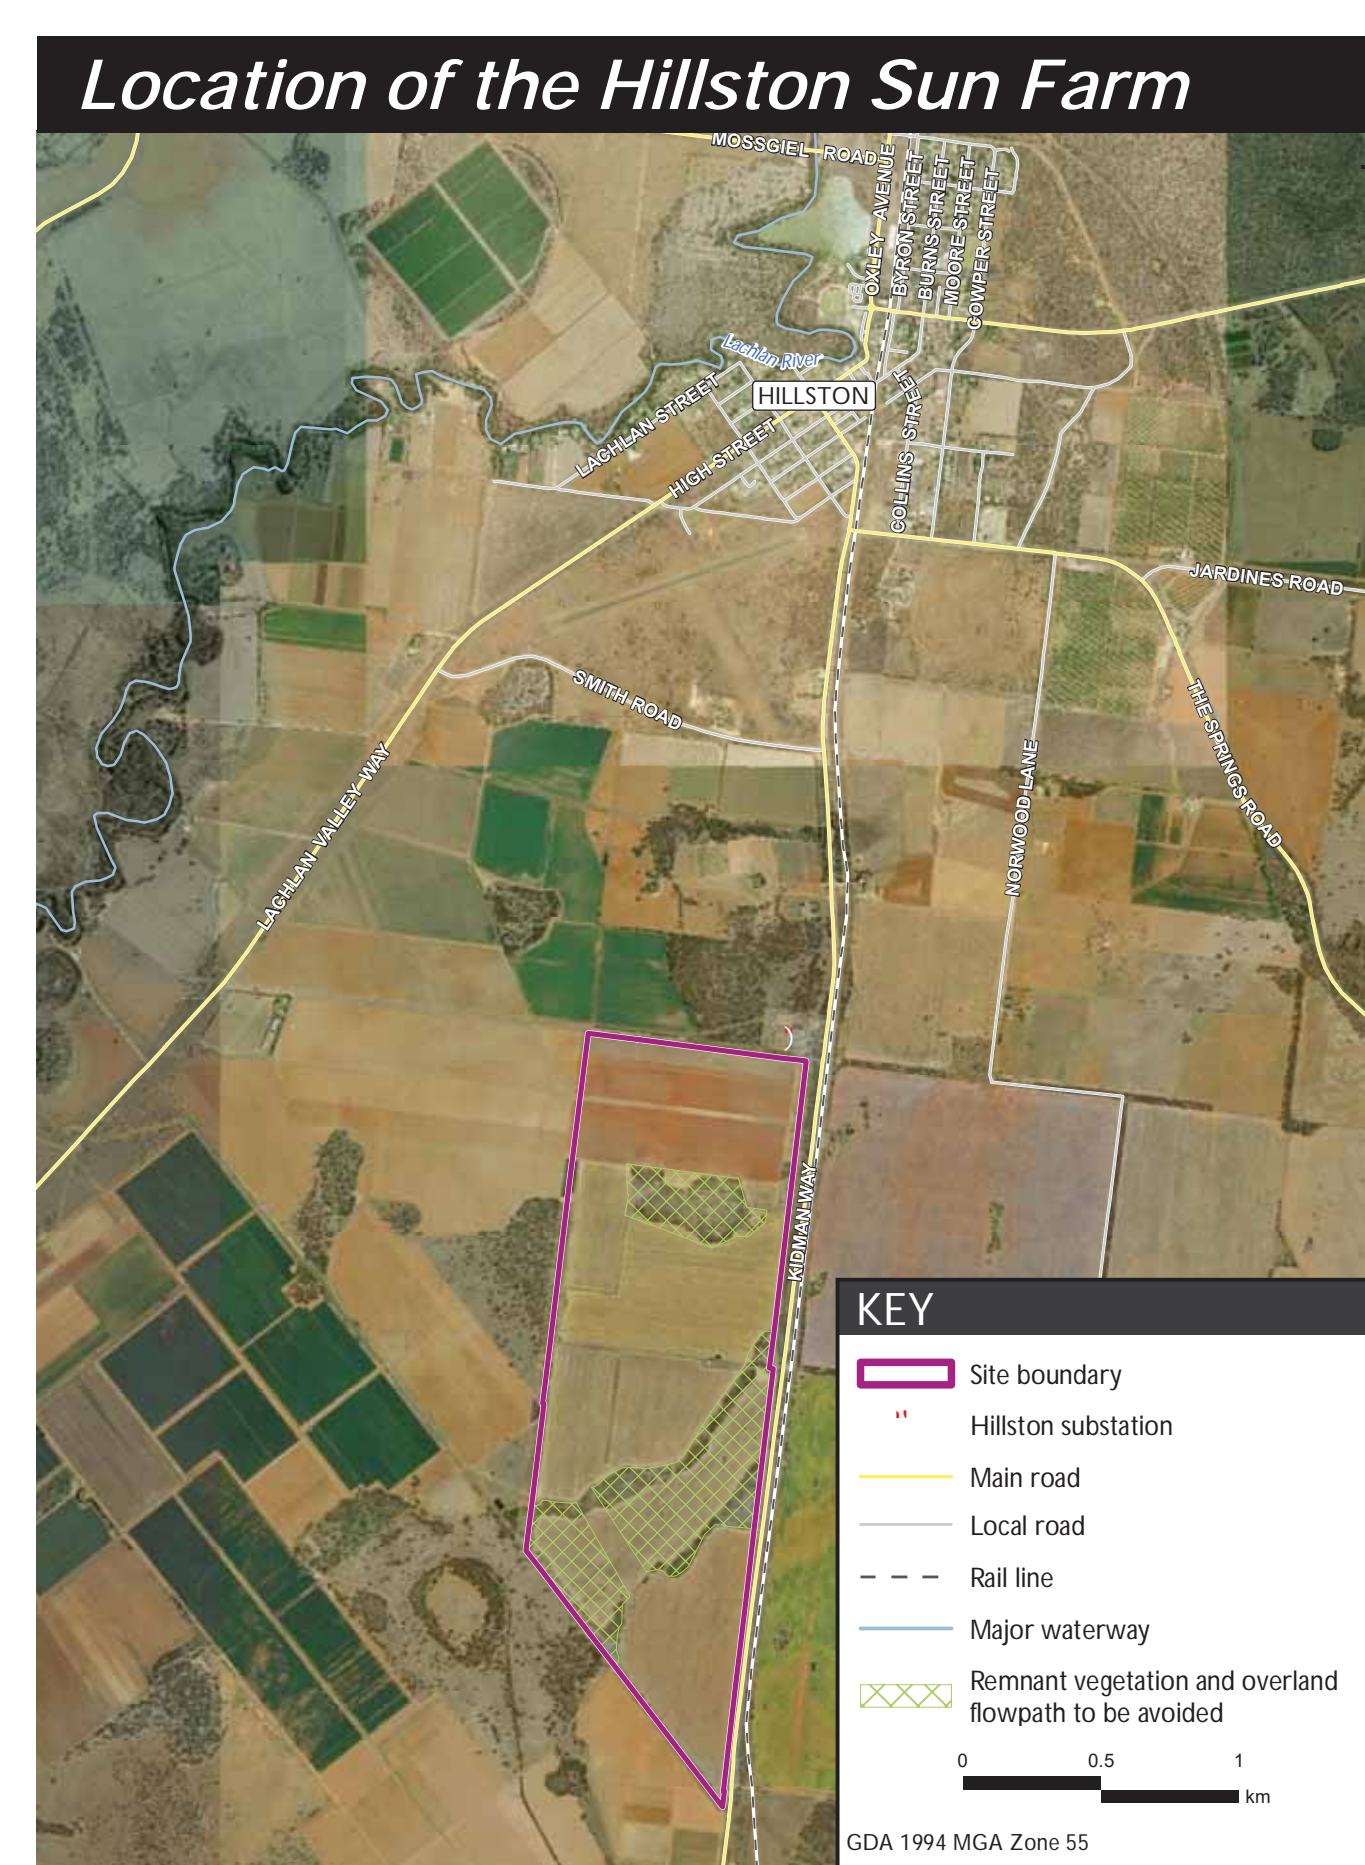 Location of the Hillston Sun Farm
MOSSGIEL ROAD
OXLEY AVENUE
BYRON STREET
BURNS STREET
MOORE STREET
COWPER STREET
Lachlan River
HILLSTON
LACHLAN STREET
HIGH STREET
COLLINS STREET
JARDINES ROAD
SMITH ROAD
THE SPRINGS ROAD
NORWOOD LANE
LACHLAN VALLEY WAY
KIDMAN WAY
KEY
Site boundary
Hillston substation
Main road
Local road
Rail line
Major waterway
Remnant vegetation and overland
flowpath to be avoided
0 0.5 1
km
GDA 1994 MGA Zone 55